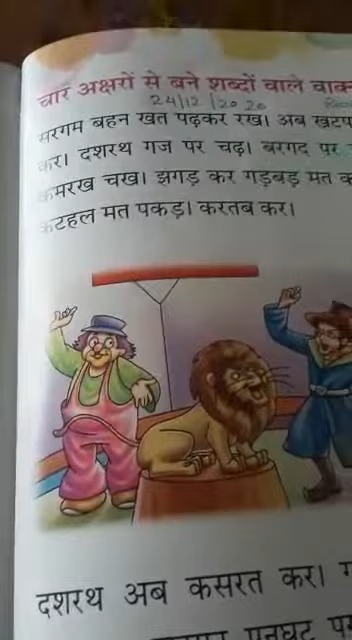 चार अक्षरों से बने शब्दों वाले वाक्
24/12/2020
सरगम बहन खत पढ़कर रख। अब खटप
कर। दशरथ गज पर चढ़। बरगद पर
कमरख चख। झगड़ कर गड़बड़ मत क
कटहल मत पकड़। करतब कर।
दशरथ अब कसरत कर। ग
पनघट पर